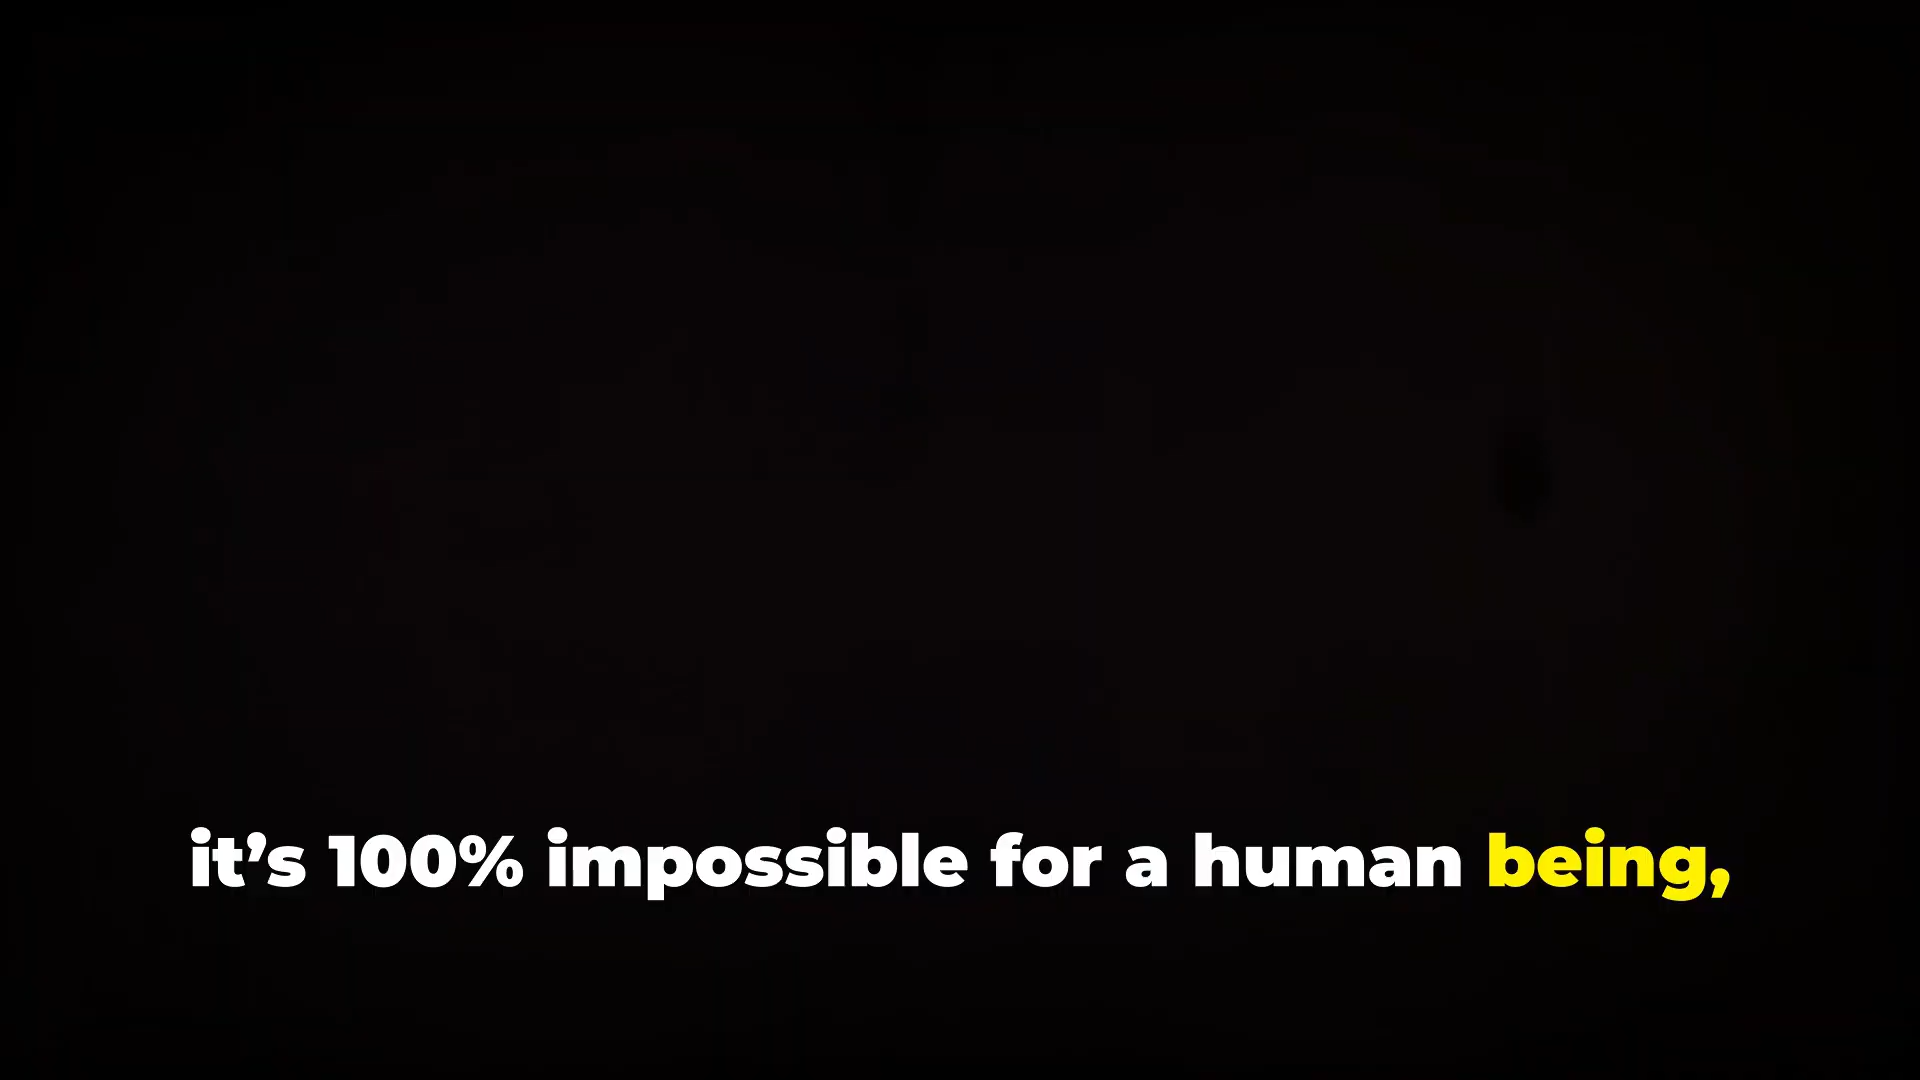 it’s 100% impossible for a human being,